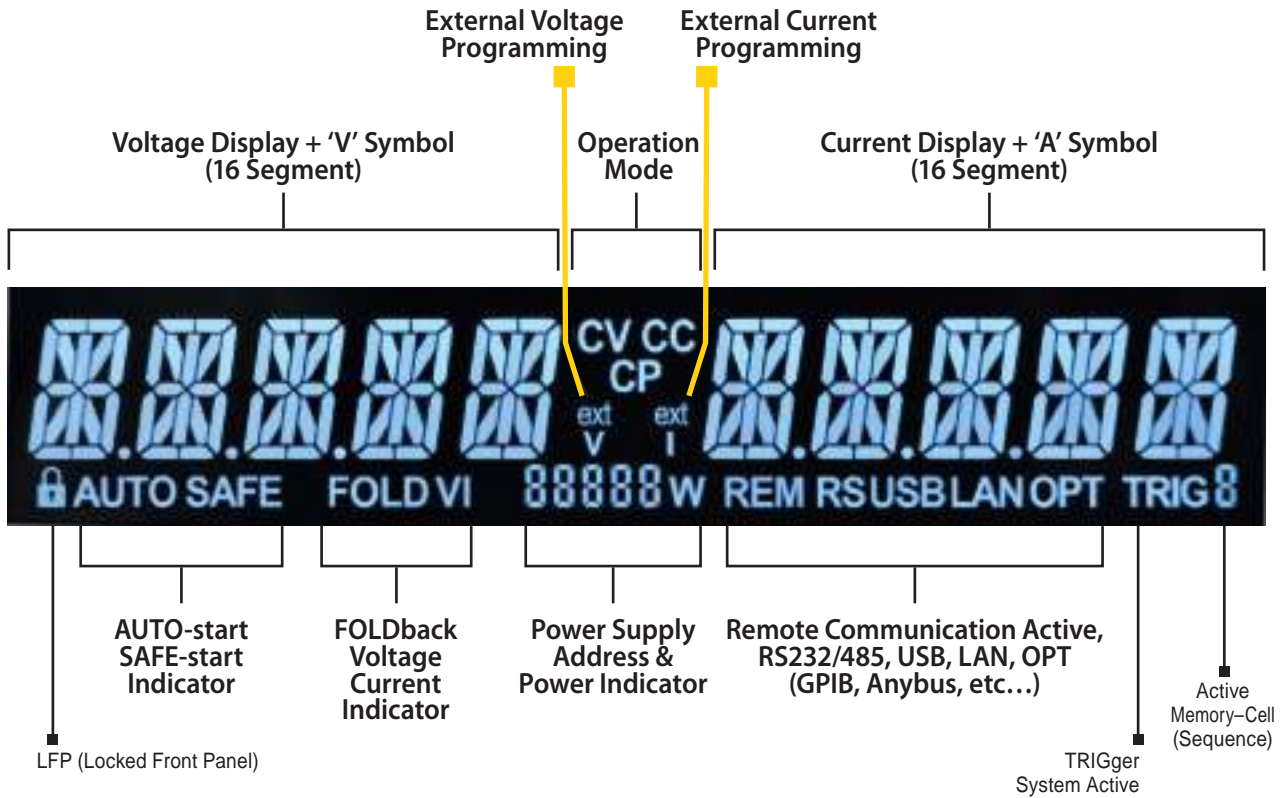 External Voltage
Programming
External Current
Programming
Voltage Display + ‘V’ Symbol
(16 Segment)
Operation
Mode
Current Display + ‘A’ Symbol
(16 Segment)
CV CC
CP
ext
V
ext
I
AUTO SAFE FOLD VI 88888 W REM RS USB LAN OPT TRIG 8
AUTO-start
SAFE-start
Indicator
FOLDback
Voltage
Current
Indicator
Power Supply
Address &
Power Indicator
Remote Communication Active,
RS232/485, USB, LAN, OPT
(GPIB, Anybus, etc…)
Active
Memory–Cell
(Sequence)
LFP (Locked Front Panel)
TRIGger
System Active